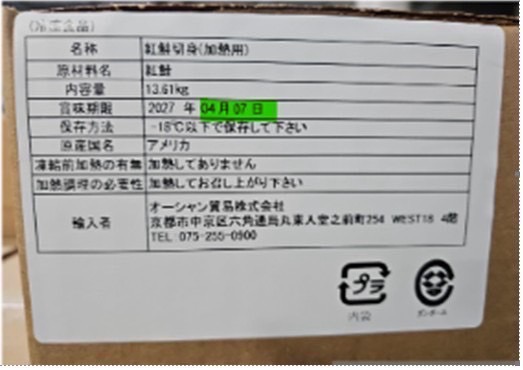 (冷凍食品)
名称 紅鮭切身(加熱用)
原材料名 紅鮭
内容量 13.61kg
賞味期限 2027 年 04月 07日
保存方法 -18℃以下で保存して下さい
原産国名 アメリカ
凍結前加熱の有無 加熱してありません
加熱調理の必要性 加熱してお召し上がり下さい
輸入者 オーシャン貿易株式会社
京都市中京区六角通烏丸東入堂之前町254 WEST18 4階
TEL:075-255-0900
プラ
内袋
ダンボール